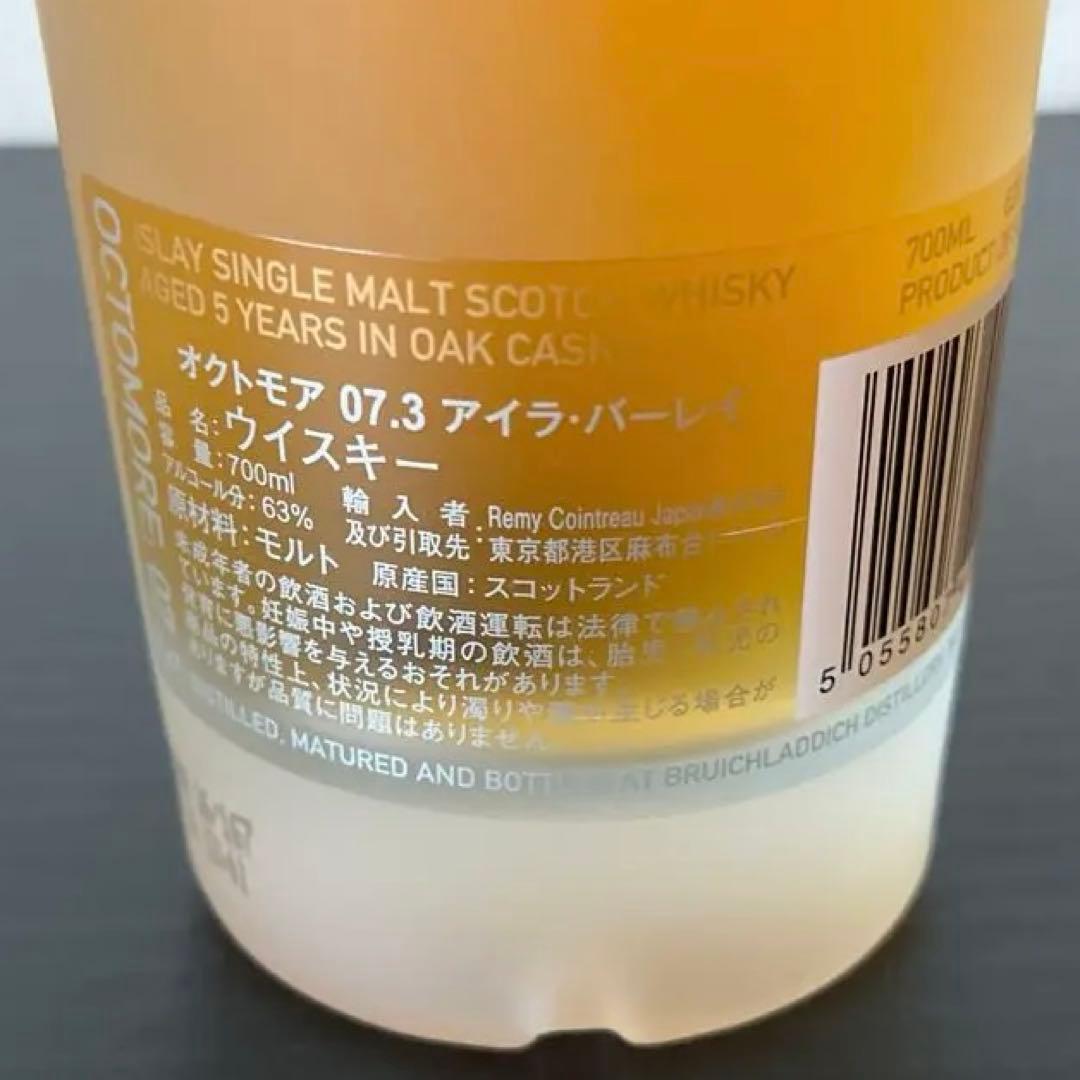 ISLAY SINGLE MALT SCOTCH WHISKY
AGED 5 YEARS IN OAK CASK
700ML
PRODUCT OF
OCTOMORE
オクトモア 07.3 アイラ・バーレイ
品 名:ウイスキー
容 量:700ml
アルコール分:63%
原材料:モルト
輸 入 者
及び引取先:
Remy Cointreau Japan
東京都港区麻布台
原産国:スコットランド
未成年者の飲酒および飲酒運転は法律で
ています。妊娠中や授乳期の飲酒は、胎児・乳児の
発育に悪影響を与えるおそれがあります。
商品の特性上、状況により濁りや 生じる場合が
ありますが品質に問題はありません
DISTILLED, MATURED AND BOTTLED AT BRUICHLADDICH DISTILLERY
5 055807